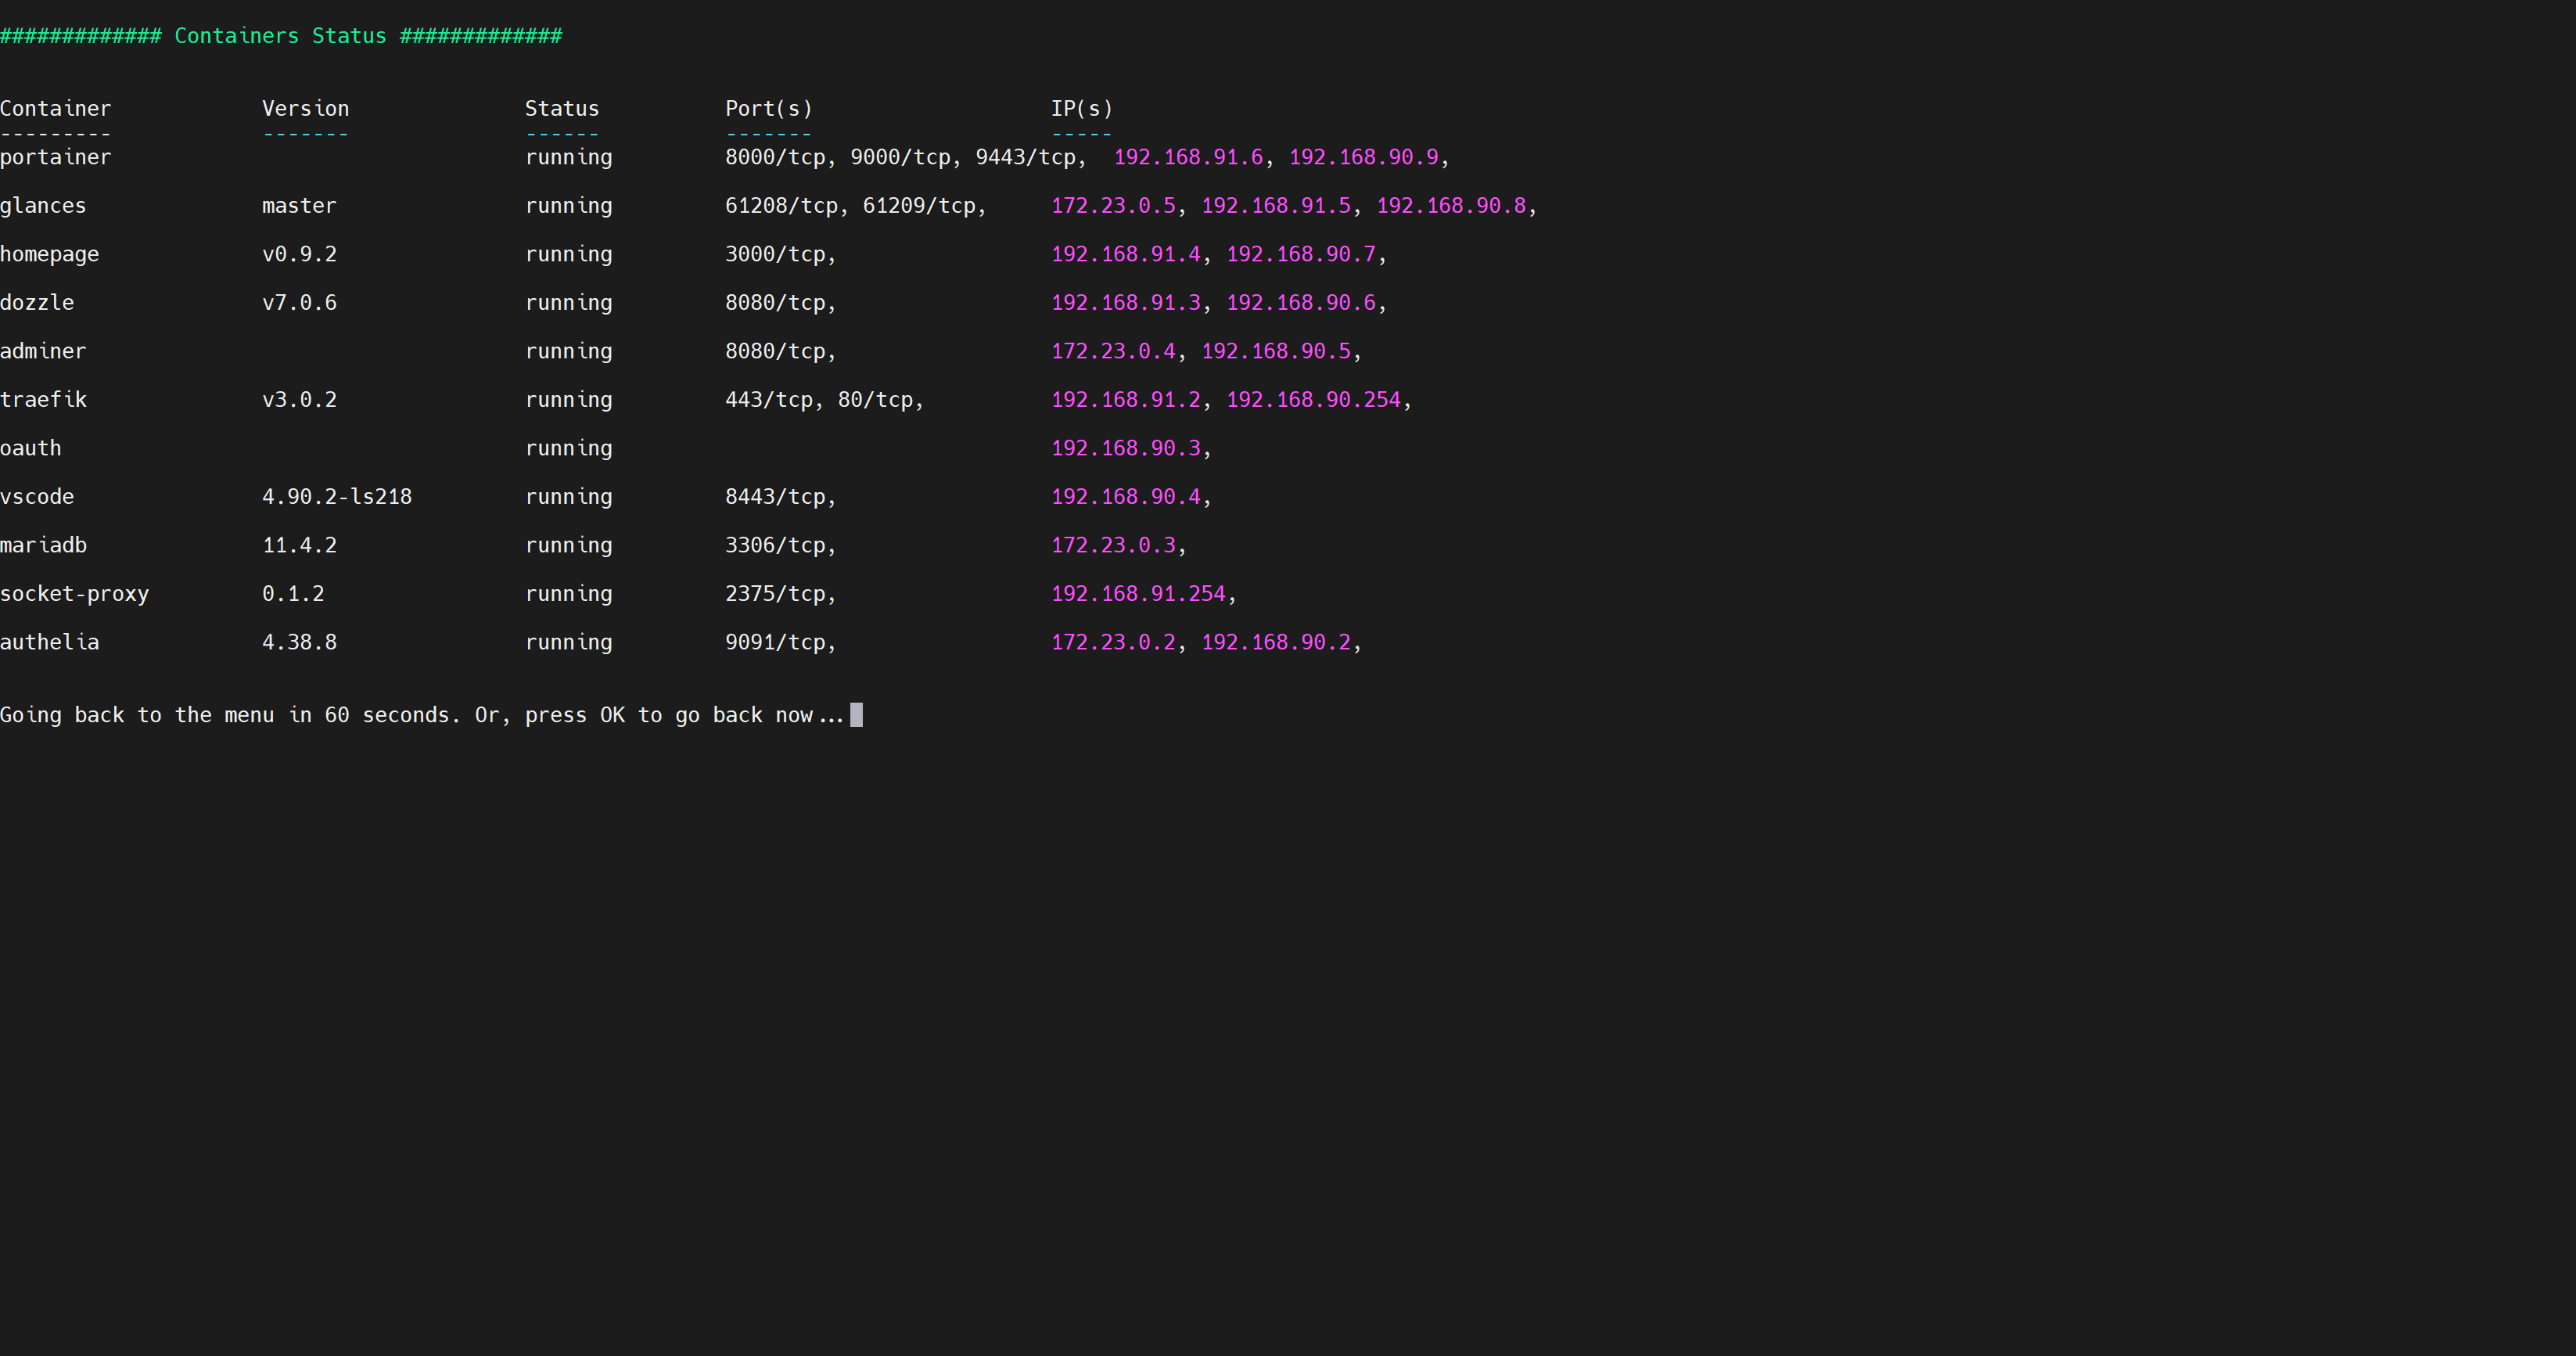 ############# Containers Status #############
Container Version Status Port(s) IP(s)
--------- ------- ------ ------- -----
portainer running 8000/tcp, 9000/tcp, 9443/tcp, 192.168.91.6, 192.168.90.9,
glances master running 61208/tcp, 61209/tcp, 172.23.0.5, 192.168.91.5, 192.168.90.8,
homepage v0.9.2 running 3000/tcp, 192.168.91.4, 192.168.90.7,
dozzle v7.0.6 running 8080/tcp, 192.168.91.3, 192.168.90.6,
adminer running 8080/tcp, 172.23.0.4, 192.168.90.5,
traefik v3.0.2 running 443/tcp, 80/tcp, 192.168.91.2, 192.168.90.254,
oauth running 192.168.90.3,
vscode 4.90.2-ls218 running 8443/tcp, 192.168.90.4,
mariadb 11.4.2 running 3306/tcp, 172.23.0.3,
socket-proxy 0.1.2 running 2375/tcp, 192.168.91.254,
authelia 4.38.8 running 9091/tcp, 172.23.0.2, 192.168.90.2,
Going back to the menu in 60 seconds. Or, press OK to go back now...